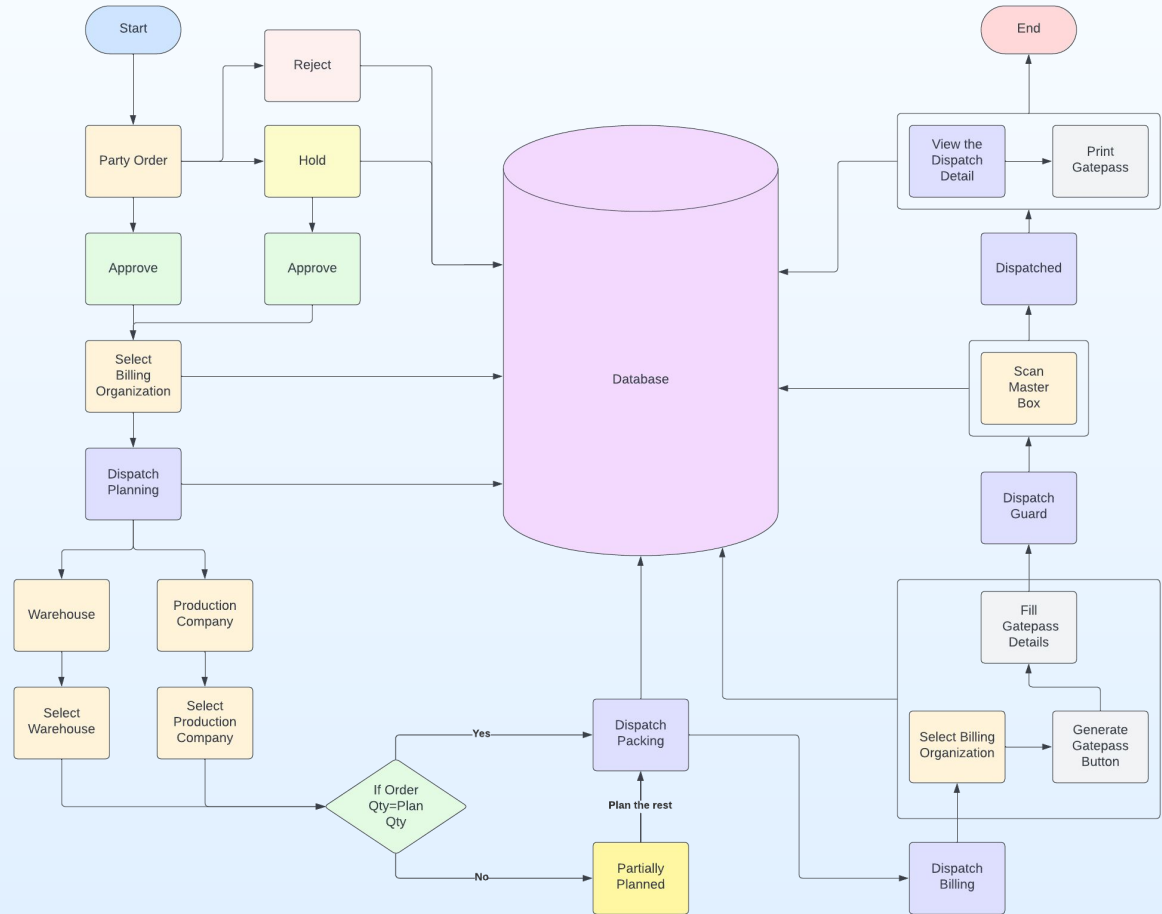 Start
Reject
Party Order
Hold
Approve
Approve
Select
Billing
Organization
Dispatch
Planning
Warehouse
Production
Company
Select
Warehouse
Select
Production
Company
If Order
Qty=Plan
Qty
Yes
No
Dispatch
Packing
Plan the rest
Partially
Planned
Database
Dispatch
Billing
Select Billing
Organization
Generate
Gatepass
Button
Fill
Gatepass
Details
Dispatch
Guard
Scan
Master
Box
Dispatched
View the
Dispatch
Detail
Print
Gatepass
End